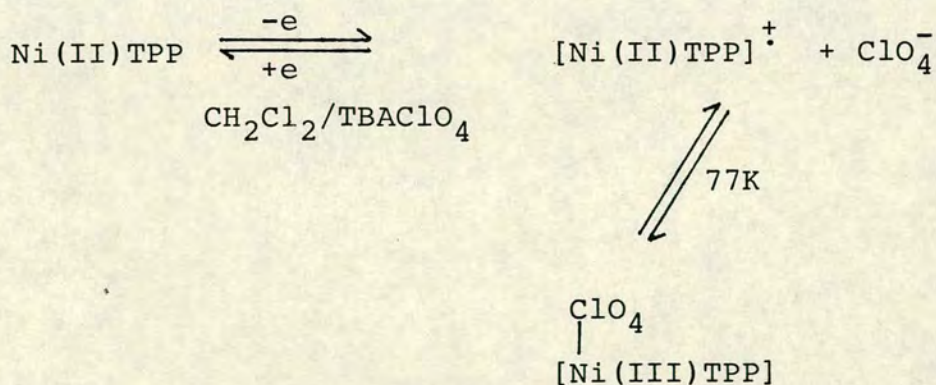 -e
Ni(II)TPP [Ni(II)TPP]⁺· + ClO₄⁻
+e
CH₂Cl₂/TBAClO₄
77K
ClO₄
[Ni(III)TPP]